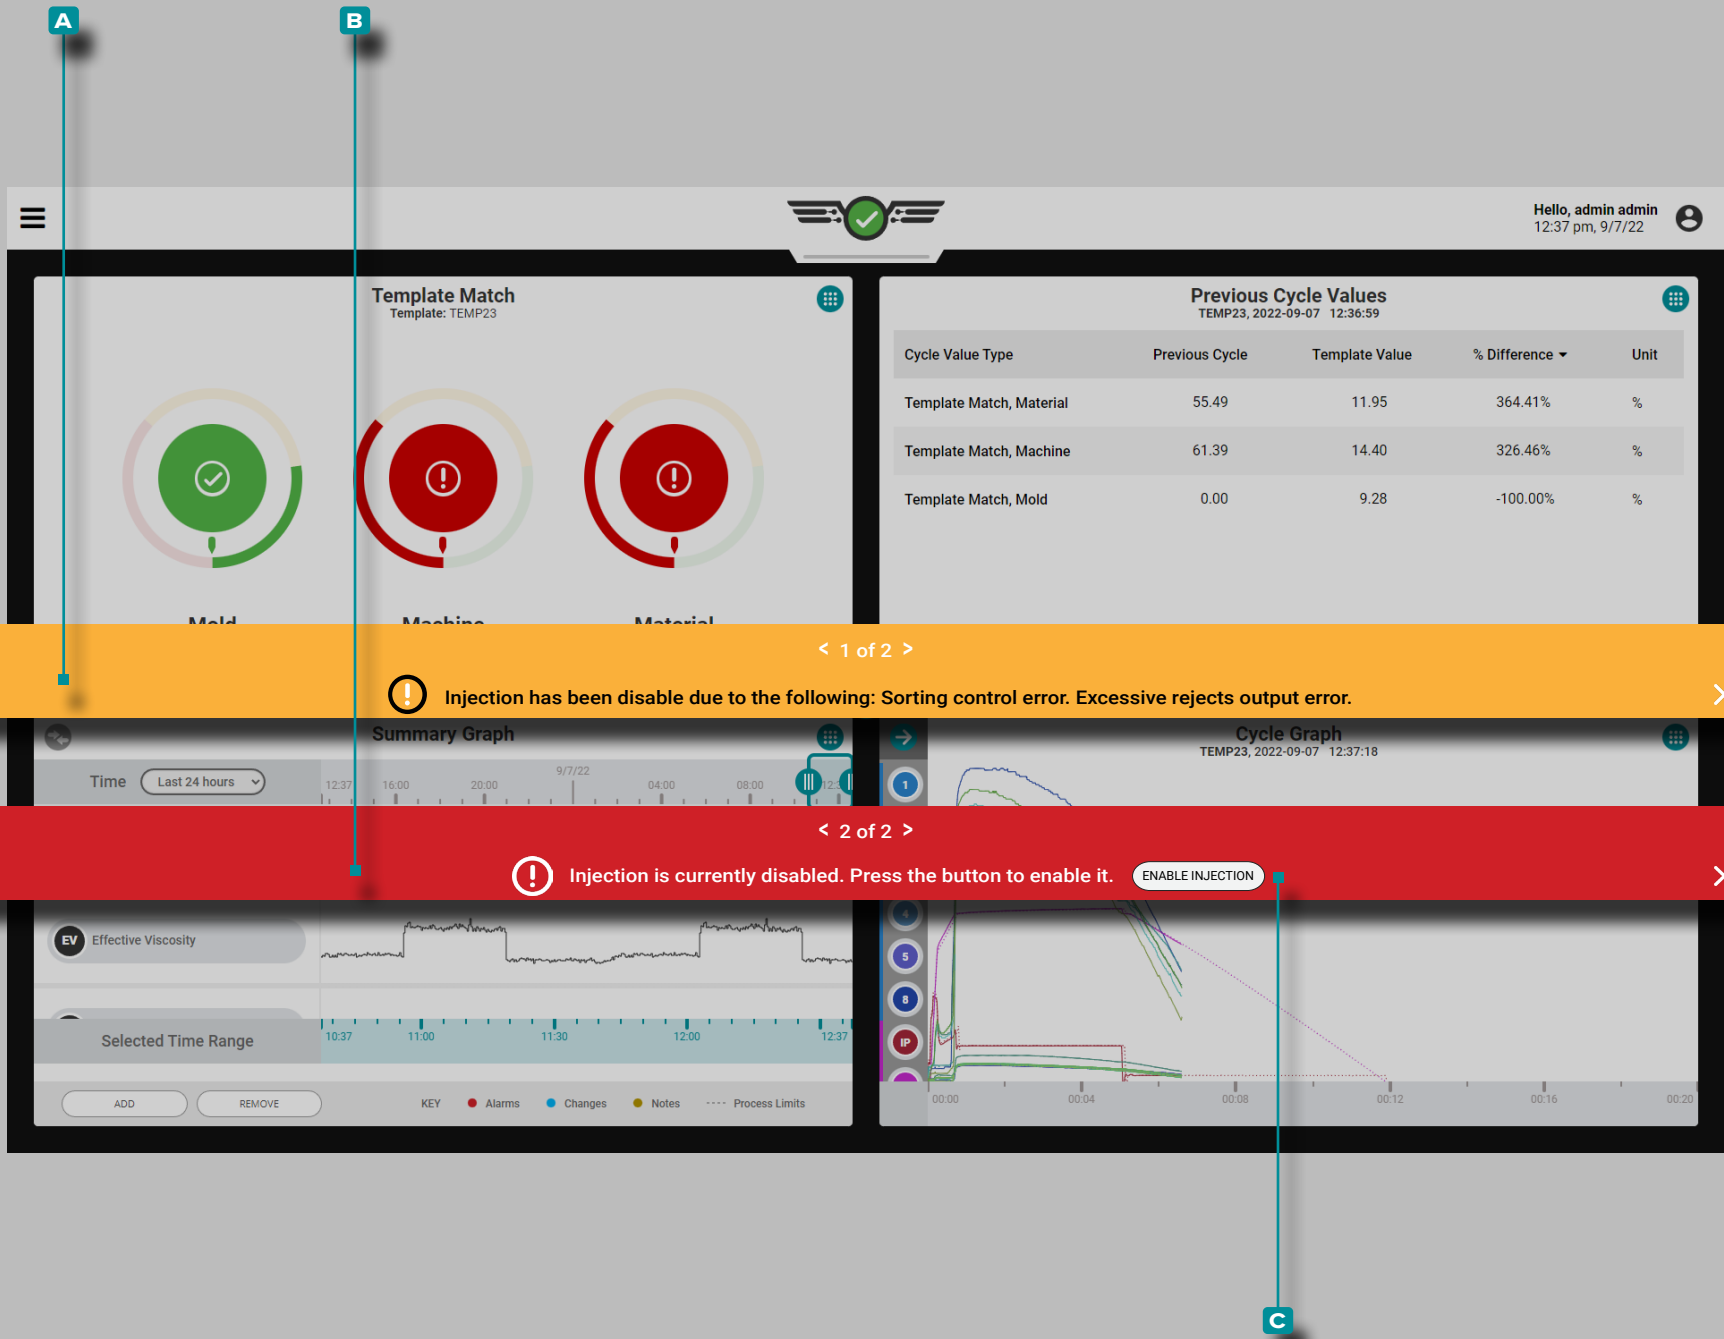 A
B
Hello, admin admin
12:37 pm, 9/7/22
Template Match
Template: TEMP23
Mold
Machine
Material
Previous Cycle Values
TEMP23, 2022-09-07 12:36:59
Cycle Value Type Previous Cycle Template Value % Difference Unit
Template Match, Material 55.49 11.95 364.41% %
Template Match, Machine 61.39 14.40 326.46% %
Template Match, Mold 0.00 9.28 -100.00% %
< 1 of 2 >
Injection has been disable due to the following: Sorting control error. Excessive rejects output error.
Summary Graph
Time Last 24 hours
9/7/22
12:37 16:00 20:00 04:00 08:00 12:3
Cycle Graph
TEMP23, 2022-09-07 12:37:18
1
< 2 of 2 >
Injection is currently disabled. Press the button to enable it. ENABLE INJECTION
EV Effective Viscosity
4
5
8
IP
Selected Time Range
10:37 11:00 11:30 12:00 12:37
ADD REMOVE KEY Alarms Changes Notes Process Limits
00:00 00:04 00:08 00:12 00:16 00:20
C